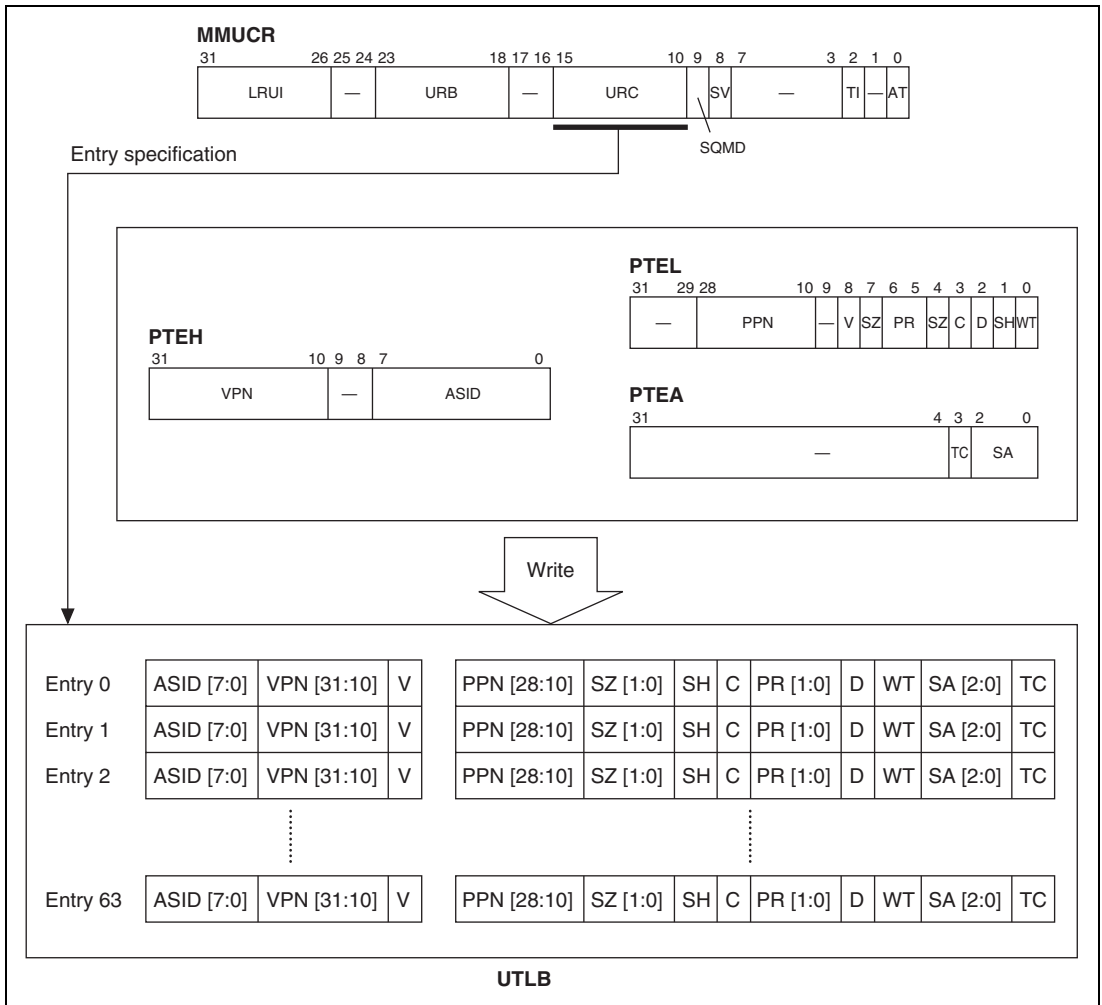 MMUCR
31 26 25 24 23 18 17 16 15 10 9 8 7 3 2 1 0
LRUI — URB — URC SV — TI — AT
SQMD
Entry specification
PTEL
31 29 28 10 9 8 7 6 5 4 3 2 1 0
— PPN — V SZ PR SZ C D SH WT
PTEH
31 10 9 8 7 0
VPN — ASID
PTEA
31 4 3 2 0
— TC SA
Write
Entry 0 ASID [7:0] VPN [31:10] V PPN [28:10] SZ [1:0] SH C PR [1:0] D WT SA [2:0] TC
Entry 1 ASID [7:0] VPN [31:10] V PPN [28:10] SZ [1:0] SH C PR [1:0] D WT SA [2:0] TC
Entry 2 ASID [7:0] VPN [31:10] V PPN [28:10] SZ [1:0] SH C PR [1:0] D WT SA [2:0] TC
Entry 63 ASID [7:0] VPN [31:10] V PPN [28:10] SZ [1:0] SH C PR [1:0] D WT SA [2:0] TC
UTLB